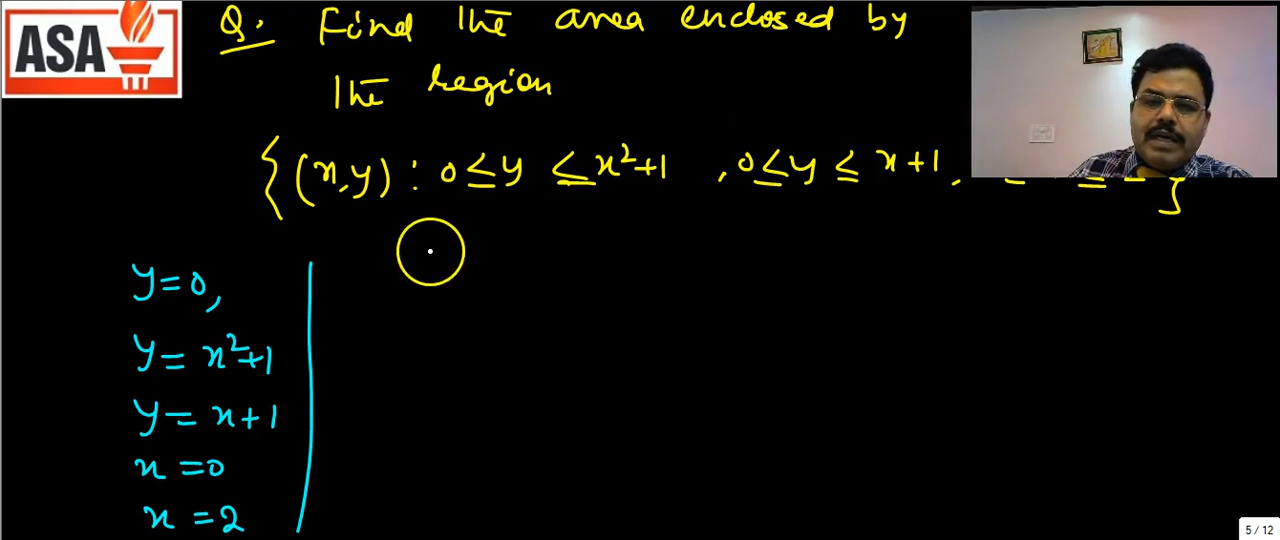 ASA
Q. Find the area enclosed by
the region
{(x,y) : 0 ≤ y ≤ x²+1 , 0 ≤ y ≤ x+1,
y=0,
y= x²+1
y= x+1
x =0
x =2
5 / 12